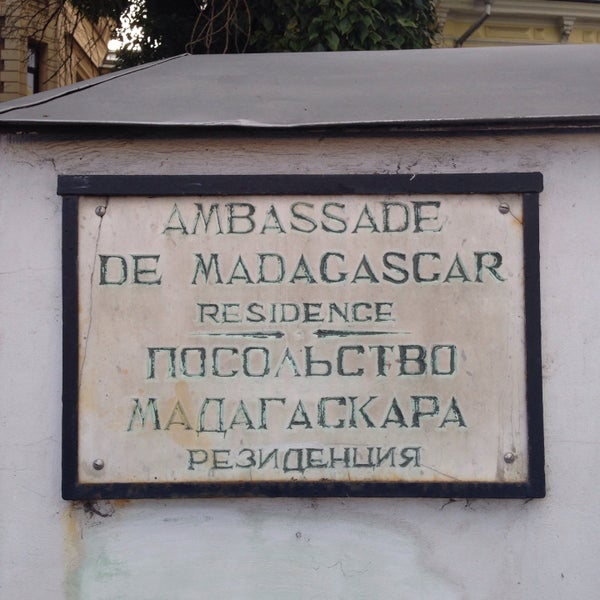 AMBASSADE
DE MADAGASCAR
RESIDENCE
ПОСОЛЬСТВО
МАДАГАСКАРА
РЕЗИДЕНЦИЯ